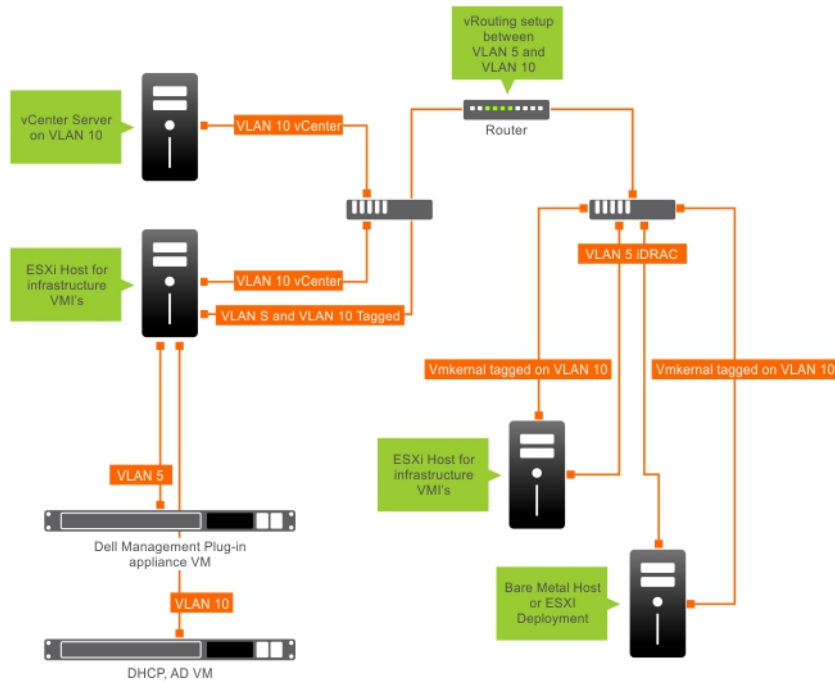 vRouting setup
between
VLAN 5 and
VLAN 10
vCenter Server
on VLAN 10
VLAN 10 vCenter
Router
ESXi Host for
infrastructure
VMI's
VLAN 10 vCenter
VLAN S and VLAN 10 Tagged
VLAN 5 iDRAC
Vmkernal tagged on VLAN 10
Vmkernal tagged on VLAN 10
ESXi Host for
infrastructure
VMI's
VLAN 5
Dell Management Plug-in
appliance VM
Bare Metal Host
or ESXI
Deployment
VLAN 10
DHCP, AD VM